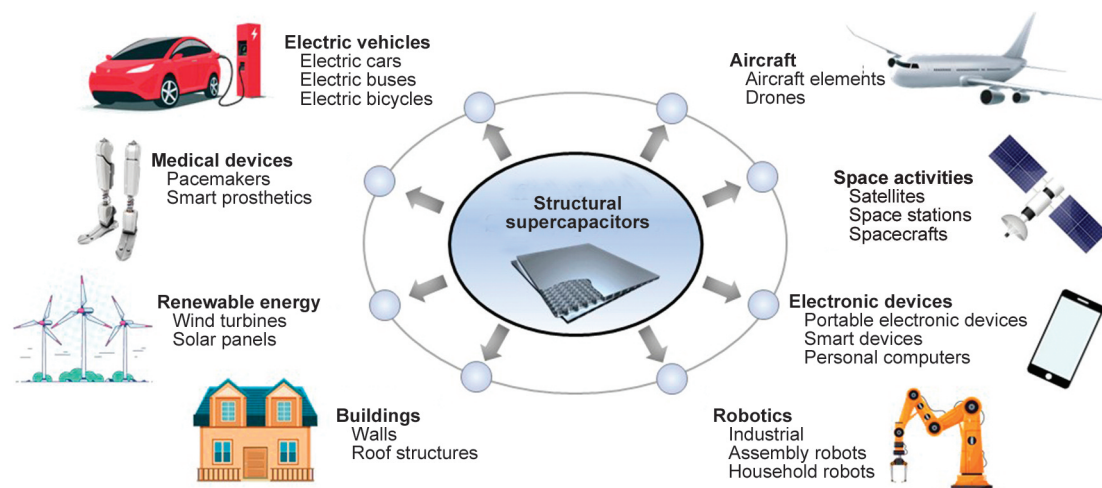 Electric vehicles
Electric cars
Electric buses
Electric bicycles
Aircraft
Aircraft elements
Drones
Medical devices
Pacemakers
Smart prosthetics
Structural
supercapacitors
Space activities
Satellites
Space stations
Spacecrafts
Renewable energy
Wind turbines
Solar panels
Electronic devices
Portable electronic devices
Smart devices
Personal computers
Buildings
Walls
Roof structures
Robotics
Industrial
Assembly robots
Household robots